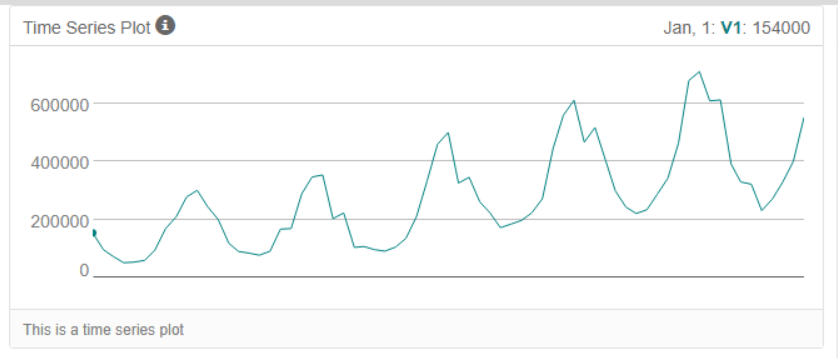 Time Series Plot i Jan, 1: V1: 154000
600000
400000
200000
0
This is a time series plot